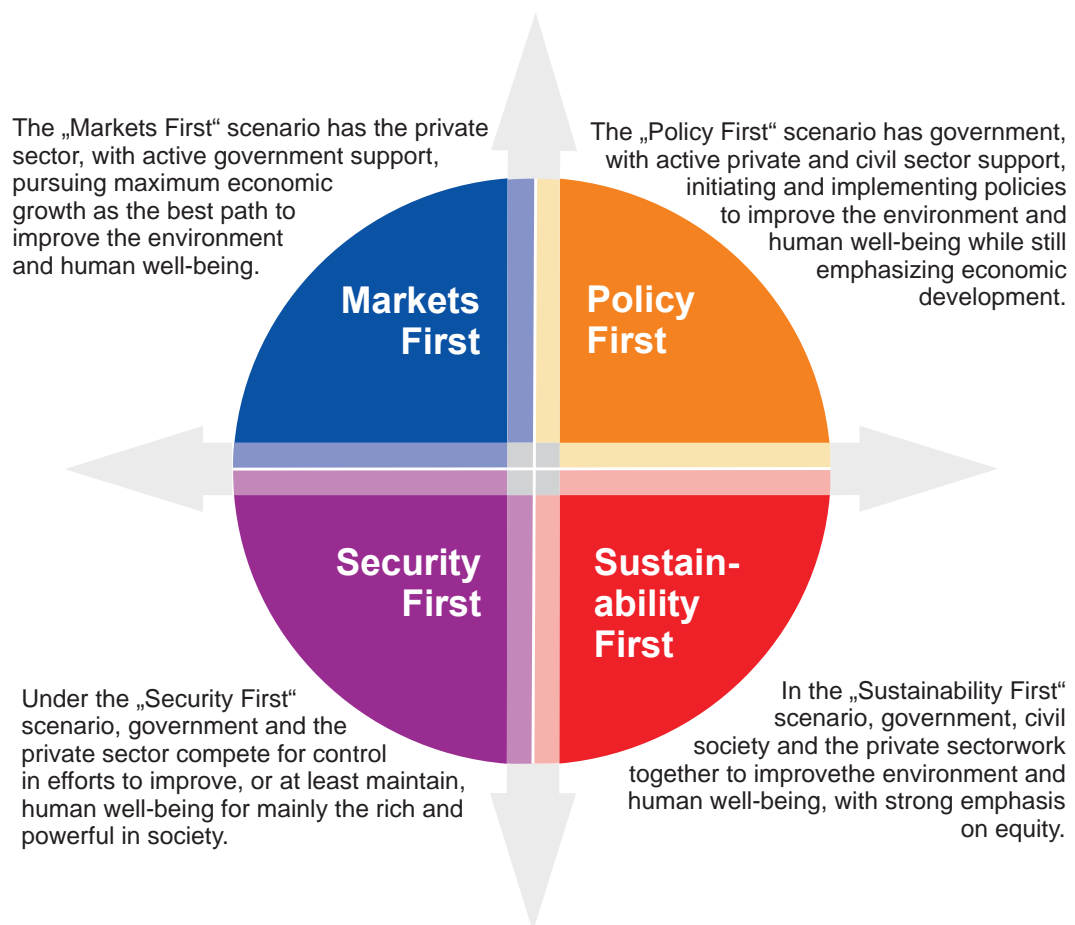 The „Markets First“ scenario has the private
sector, with active government support,
pursuing maximum economic
growth as the best path to
improve the environment
and human well-being.
The „Policy First“ scenario has government,
with active private and civil sector support,
initiating and implementing policies
to improve the environment and
human well-being while still
emphasizing economic
development.
Markets
First
Policy
First
Security
First
Sustain-
ability
First
Under the „Security First“
scenario, government and the
private sector compete for control
in efforts to improve, or at least maintain,
human well-being for mainly the rich and
powerful in society.
In the „Sustainability First“
scenario, government, civil
society and the private sectorwork
together to improvethe environment and
human well-being, with strong emphasis
on equity.